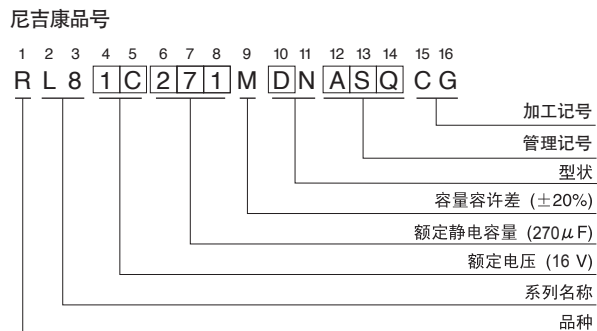 尼吉康品号
1 2 3 4 5 6 7 8 9 10 11 12 13 14 15 16
R L 8 1 C 2 7 1 M D N A S Q C G
加工记号
管理记号
型状
容量容许差 (±20%)
额定静电容量 (270μF)
额定电压 (16 V)
系列名称
品种